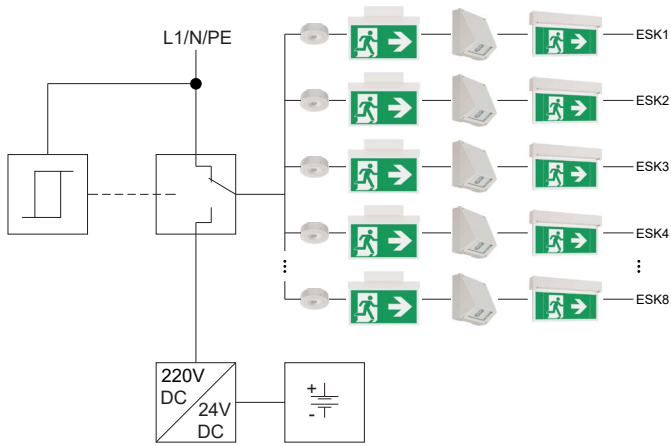 L1/N/PE
ESK1
ESK2
ESK3
ESK4
ESK8
220V
DC
24V
DC
+
-